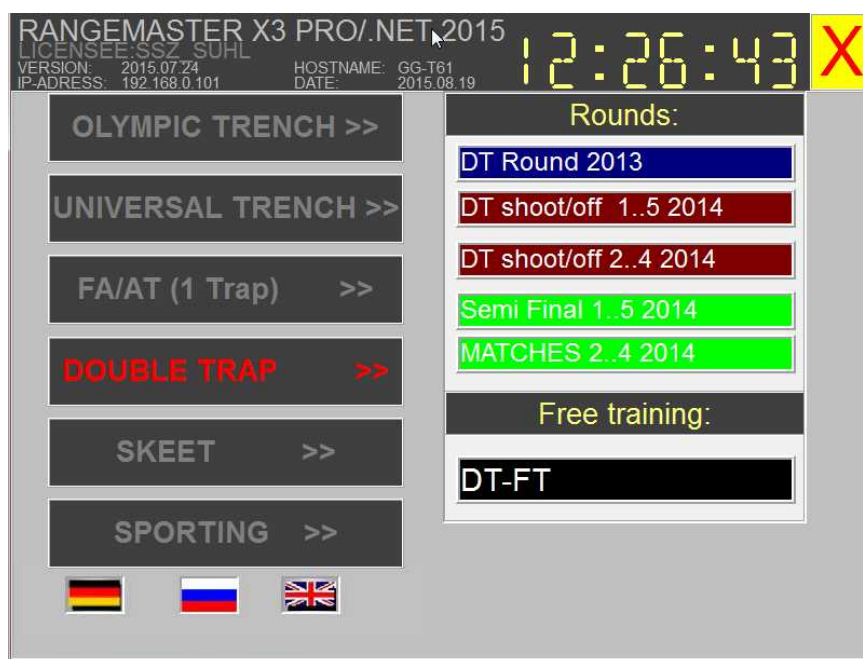 RANGEMASTER X3 PRO/.NET 2015
LICENSEE:SSZ_SUHL
VERSION: 2015.07.24 HOSTNAME: GG-T61
IP-ADRESS: 192.168.0.101 DATE: 2015.08.19
12:26:43
X
OLYMPIC TRENCH >>
UNIVERSAL TRENCH >>
FA/AT (1 Trap) >>
DOUBLE TRAP >>
SKEET >>
SPORTING >>
Rounds:
DT Round 2013
DT shoot/off 1..5 2014
DT shoot/off 2..4 2014
Semi Final 1..5 2014
MATCHES 2..4 2014
Free training:
DT-FT